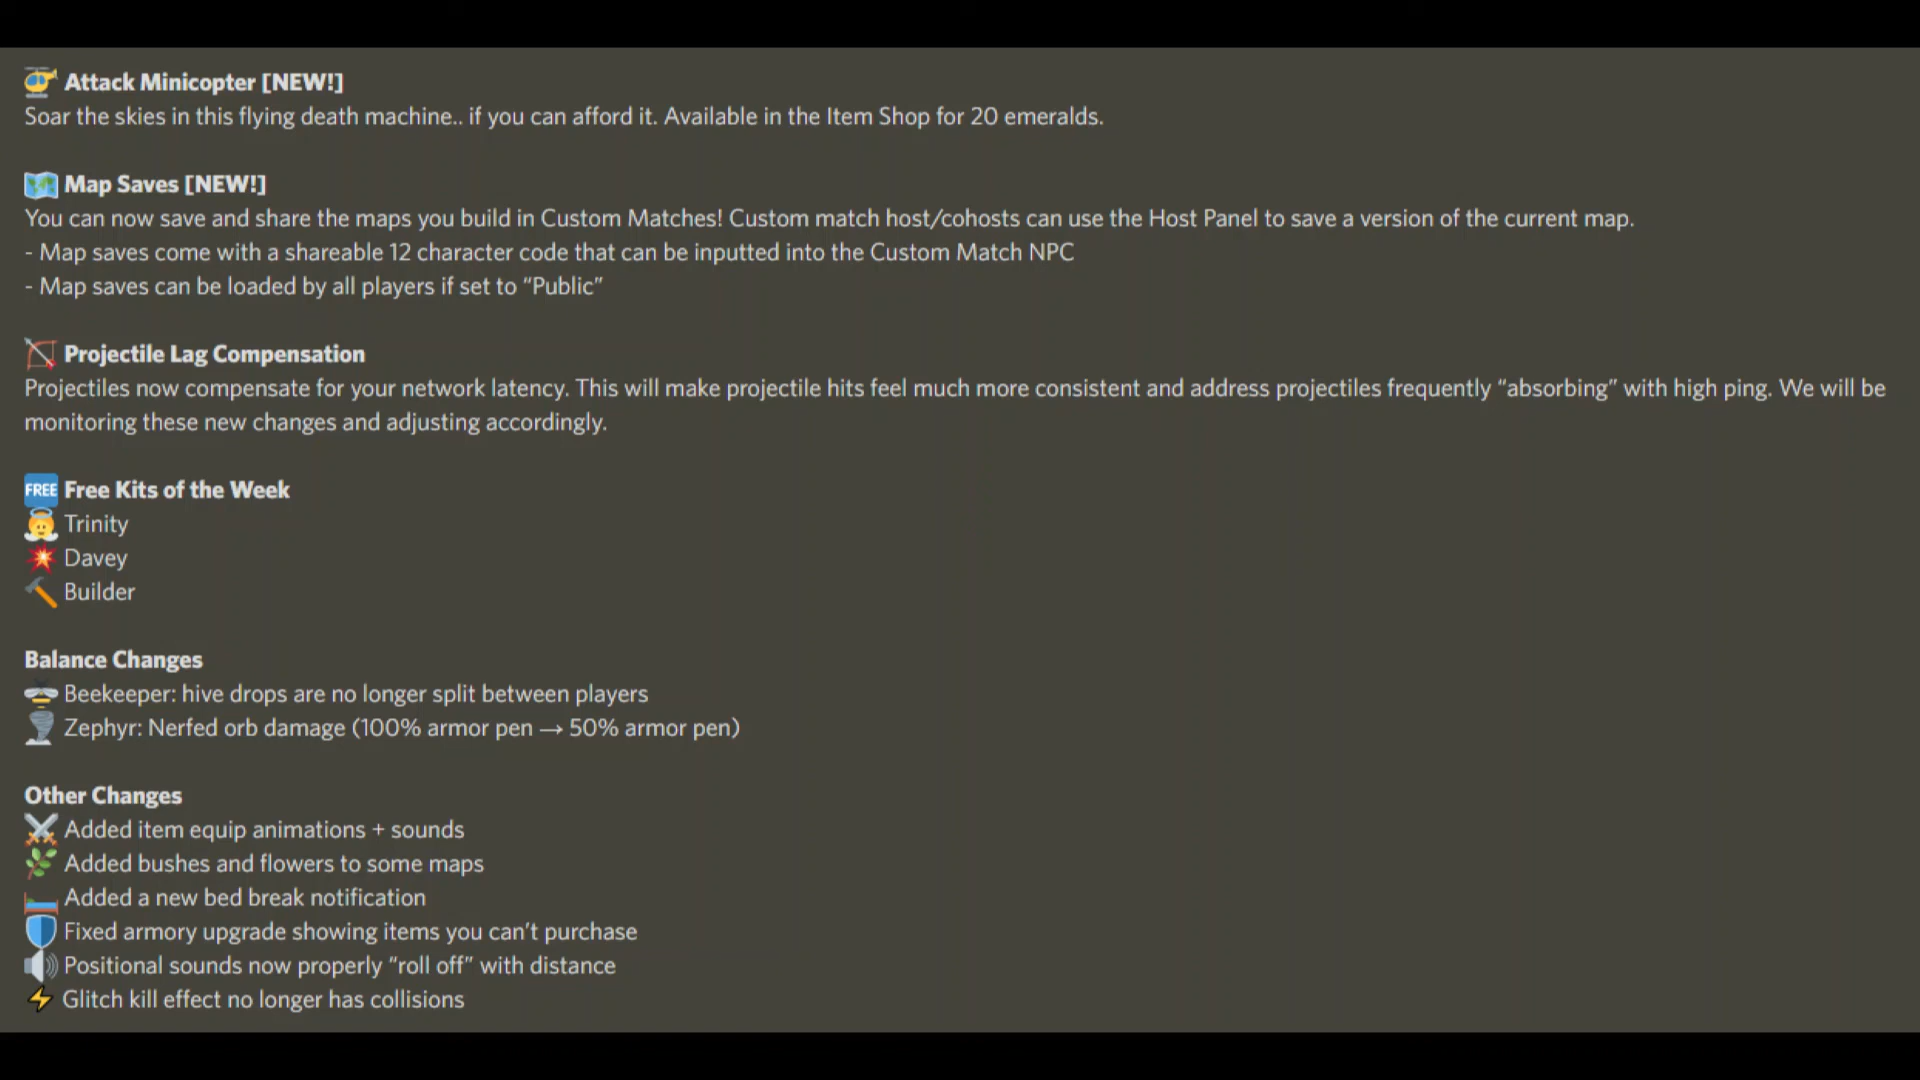 Attack Minicopter [NEW!]
Soar the skies in this flying death machine.. if you can afford it. Available in the Item Shop for 20 emeralds.
Map Saves [NEW!]
You can now save and share the maps you build in Custom Matches! Custom match host/cohosts can use the Host Panel to save a version of the current map.
- Map saves come with a shareable 12 character code that can be inputted into the Custom Match NPC
- Map saves can be loaded by all players if set to “Public”
Projectile Lag Compensation
Projectiles now compensate for your network latency. This will make projectile hits feel much more consistent and address projectiles frequently “absorbing” with high ping. We will be
monitoring these new changes and adjusting accordingly.
FREE Free Kits of the Week
Trinity
Davey
Builder
Balance Changes
Beekeeper: hive drops are no longer split between players
Zephyr: Nerfed orb damage (100% armor pen → 50% armor pen)
Other Changes
Added item equip animations + sounds
Added bushes and flowers to some maps
Added a new bed break notification
Fixed armory upgrade showing items you can’t purchase
Positional sounds now properly “roll off” with distance
Glitch kill effect no longer has collisions